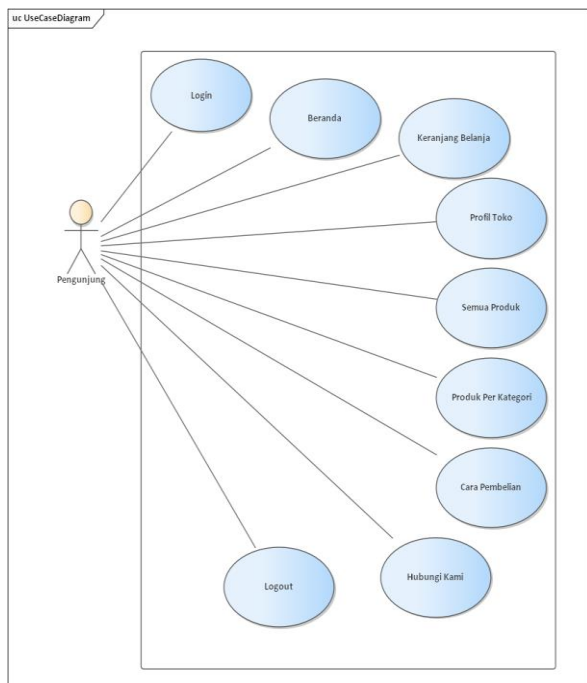 uc UseCaseDiagram
Login
Beranda
Keranjang Belanja
Profil Toko
Pengunjung
Semua Produk
Produk Per Kategori
Cara Pembelian
Hubungi Kami
Logout